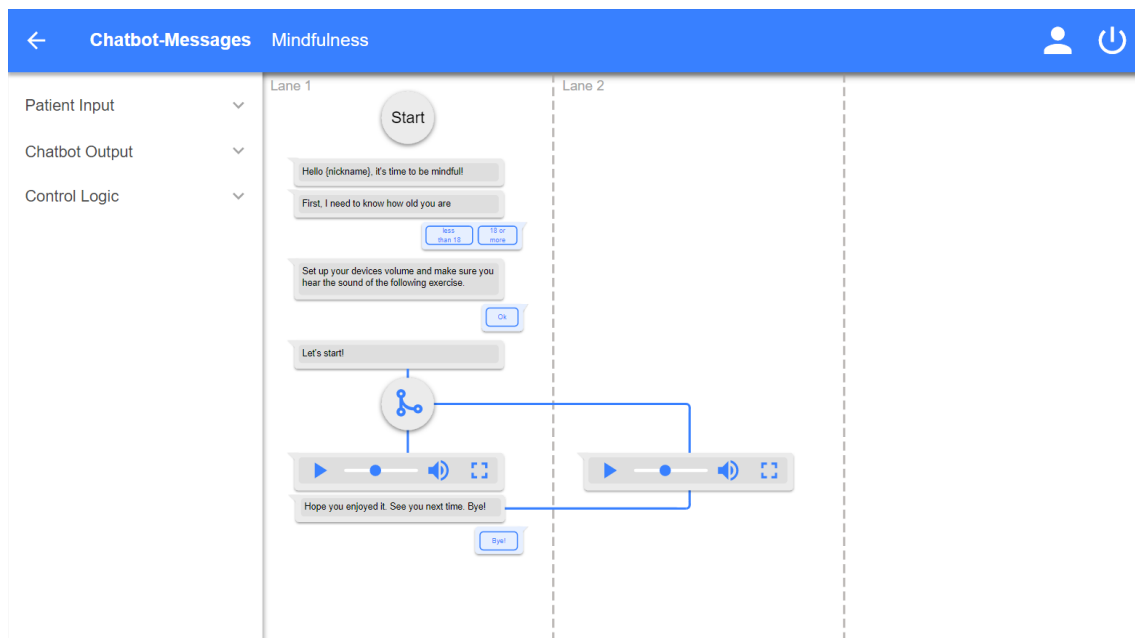 Chatbot-Messages Mindfulness
Patient Input
Chatbot Output
Control Logic
Lane 1
Lane 2
Start
Hello {nickname}, it's time to be mindful!
First, I need to know how old you are
less
than 18
18 or
more
Set up your devices volume and make sure you
hear the sound of the following exercise.
Ok
Let's start!
Hope you enjoyed it. See you next time. Bye!
Bye!